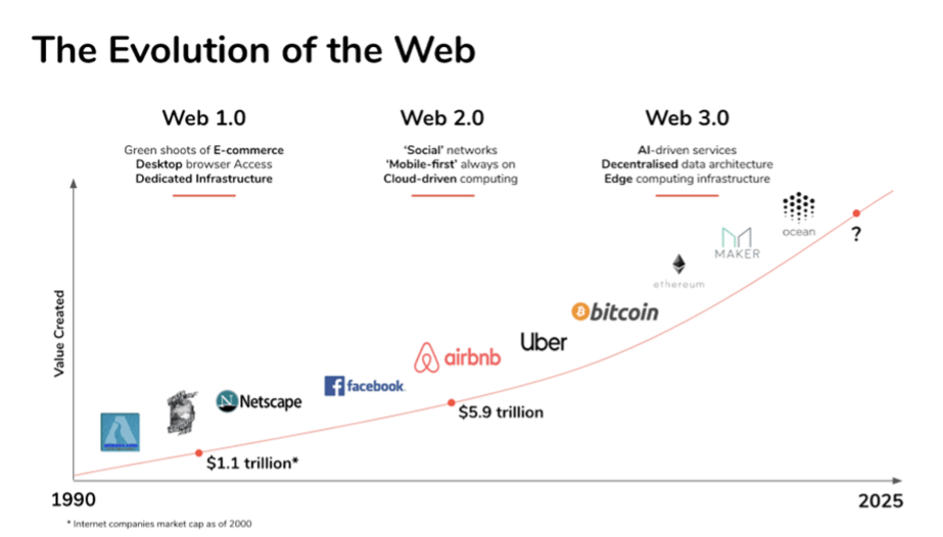 The Evolution of the Web
Web 1.0
Green shoots of E-commerce
Desktop browser Access
Dedicated Infrastructure
Web 2.0
‘Social’ networks
‘Mobile-first’ always on
Cloud-driven computing
Web 3.0
AI-driven services
Decentralised data architecture
Edge computing infrastructure
Value Created
N Netscape
f facebook.
airbnb
Uber
bitcoin
ethereum
MAKER
ocean
?
$1.1 trillion*
$5.9 trillion
1990
2025
* Internet companies market cap as of 2000